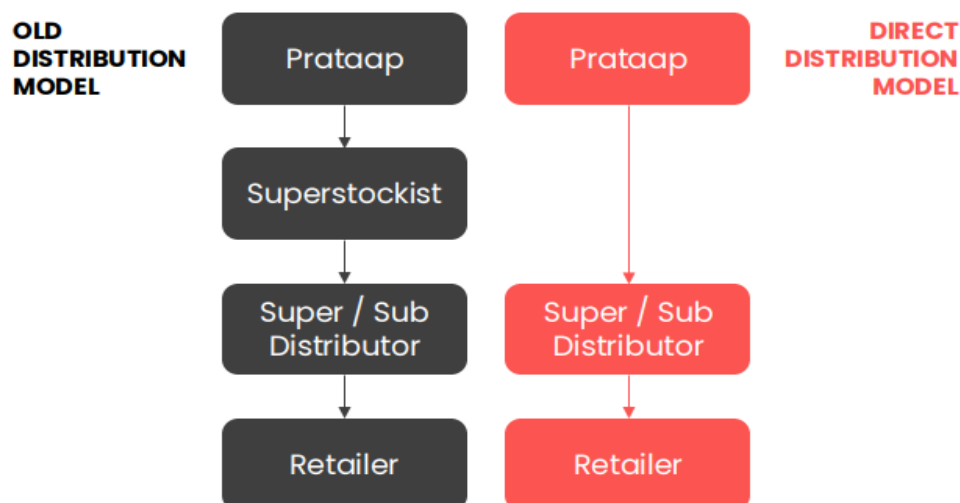 OLD
DISTRIBUTION
MODEL
Prataap
Superstockist
Super / Sub
Distributor
Retailer
Prataap
Super / Sub
Distributor
Retailer
DIRECT
DISTRIBUTION
MODEL